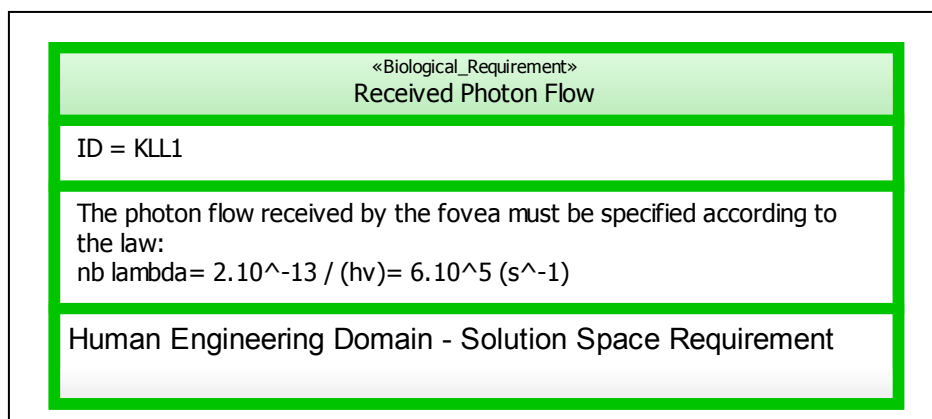 «Biological_Requirement»
Received Photon Flow
ID = KLL1
The photon flow received by the fovea must be specified according to
the law:
nb lambda= 2.10^-13 / (hv)= 6.10^5 (s^-1)
Human Engineering Domain - Solution Space Requirement